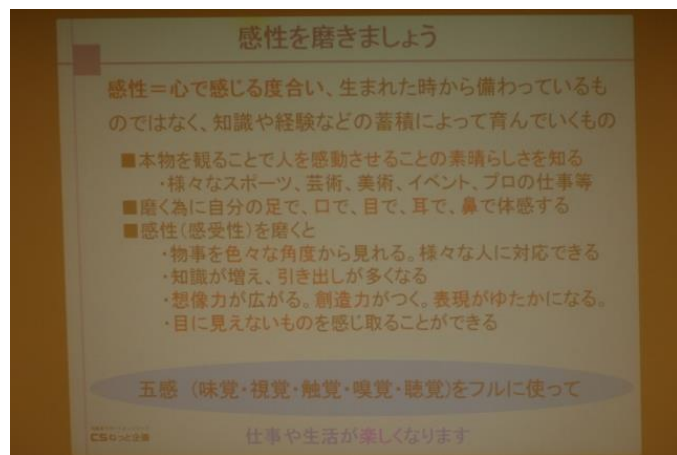 感性を磨きましょう
感性＝心で感じる度合い、生まれた時から備わっているも
のではなく、知識や経験などの蓄積によって育んでいくもの
■本物を観ることで人を感動させることの素晴らしさを知る
・様々なスポーツ、芸術、美術、イベント、プロの仕事等
■磨く為に自分の足で、口で、目で、耳で、鼻で体感する
■感性(感受性)を磨くと
・物事を色々な角度から見れる。様々な人に対応できる
・知識が増え、引き出しが多くなる
・想像力が広がる。創造力がつく。表現がゆたかになる。
・目に見えないものを感じ取ることができる
五感 (味覚・視覚・触覚・嗅覚・聴覚)をフルに使って
CSねっと企画
仕事や生活が楽しくなります